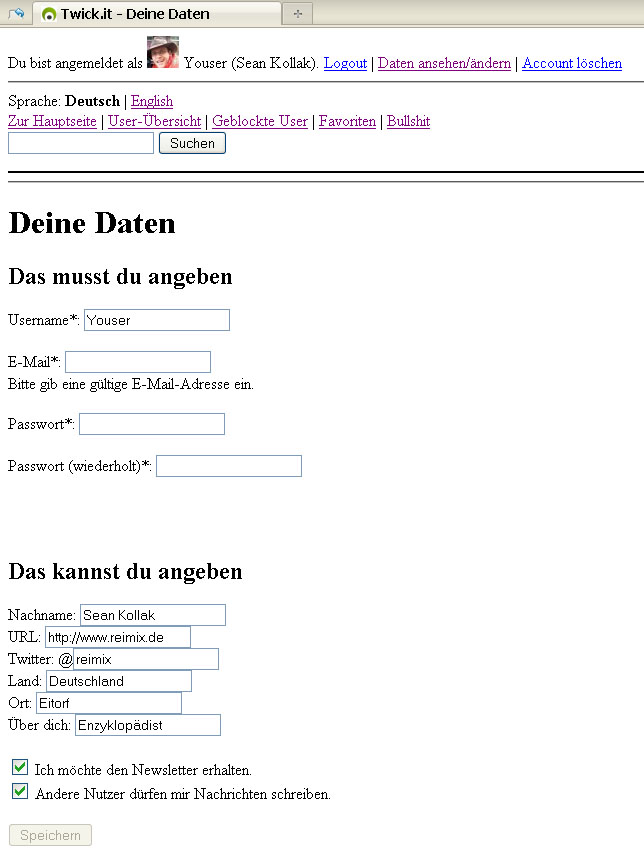 Twick.it - Deine Daten
Du bist angemeldet als Youser (Sean Kollak). Logout | Daten ansehen/ändern | Account löschen
Sprache: Deutsch | English
Zur Hauptseite | User-Übersicht | Geblockte User | Favoriten | Bullshit
Suchen
Deine Daten
Das musst du angeben
Username*: Youser
E-Mail*:
Bitte gib eine gültige E-Mail-Adresse ein.
Passwort*:
Passwort (wiederholt)*:
Das kannst du angeben
Nachname: Sean Kollak
URL: http://www.reimix.de
Twitter: @reimix
Land: Deutschland
Ort: Eitorf
Über dich: Enzyklopädist
Ich möchte den Newsletter erhalten.
Andere Nutzer dürfen mir Nachrichten schreiben.
Speichern